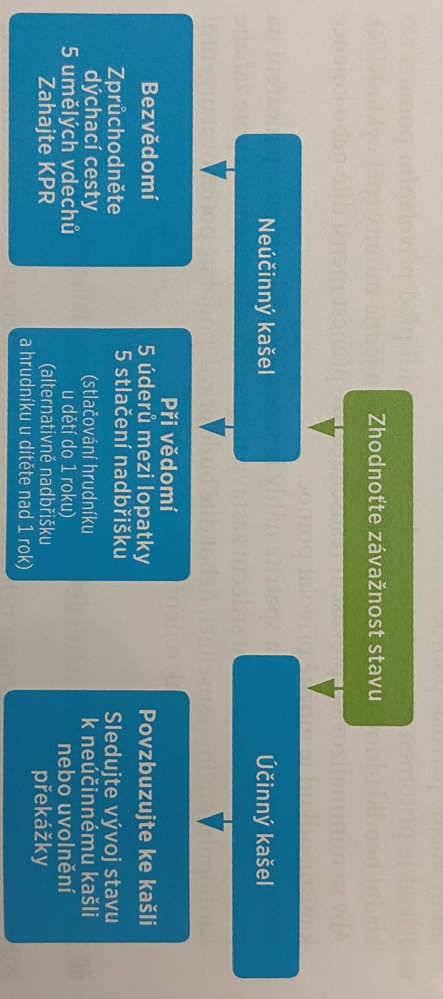 Zhodnoťte závažnost stavu
Neúčinný kašel
Účinný kašel
Bezvědomí
Zprůchodněte
dýchací cesty
5 umělých vdechů
Zahajte KPR
Při vědomí
5 úderů mezi lopatky
5 stlačení nadbřišku
(stlačování hrudníku
u dětí do 1 roku)
(alternativně nadbřišku
a hrudníku u dítěte nad 1 rok)
Povzbuzujte ke kašli
Sledujte vývoj stavu
k neúčinnému kašli
nebo uvolnění
překážky